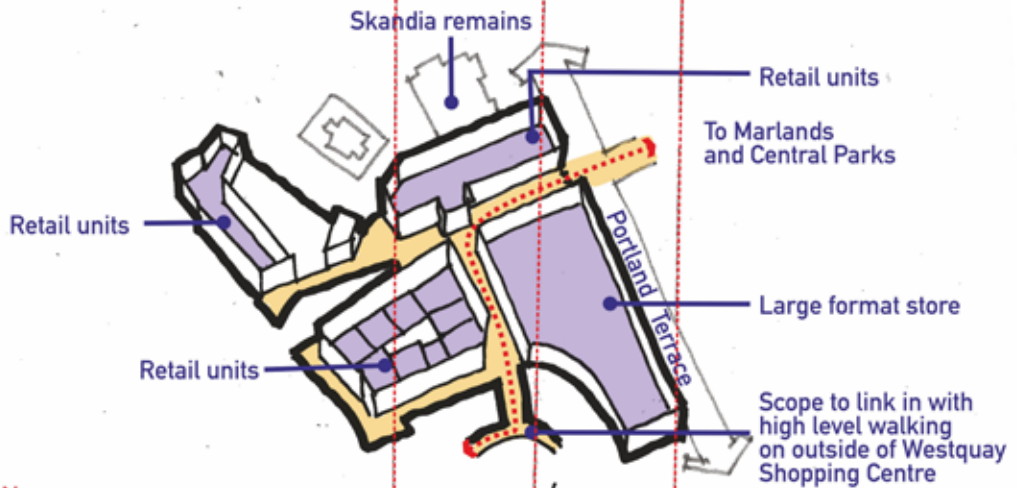 Skandia remains
Retail units
To Marlands
and Central Parks
Retail units
Portland Terrace
Large format store
Retail units
Scope to link in with
high level walking
on outside of Westquay
Shopping Centre